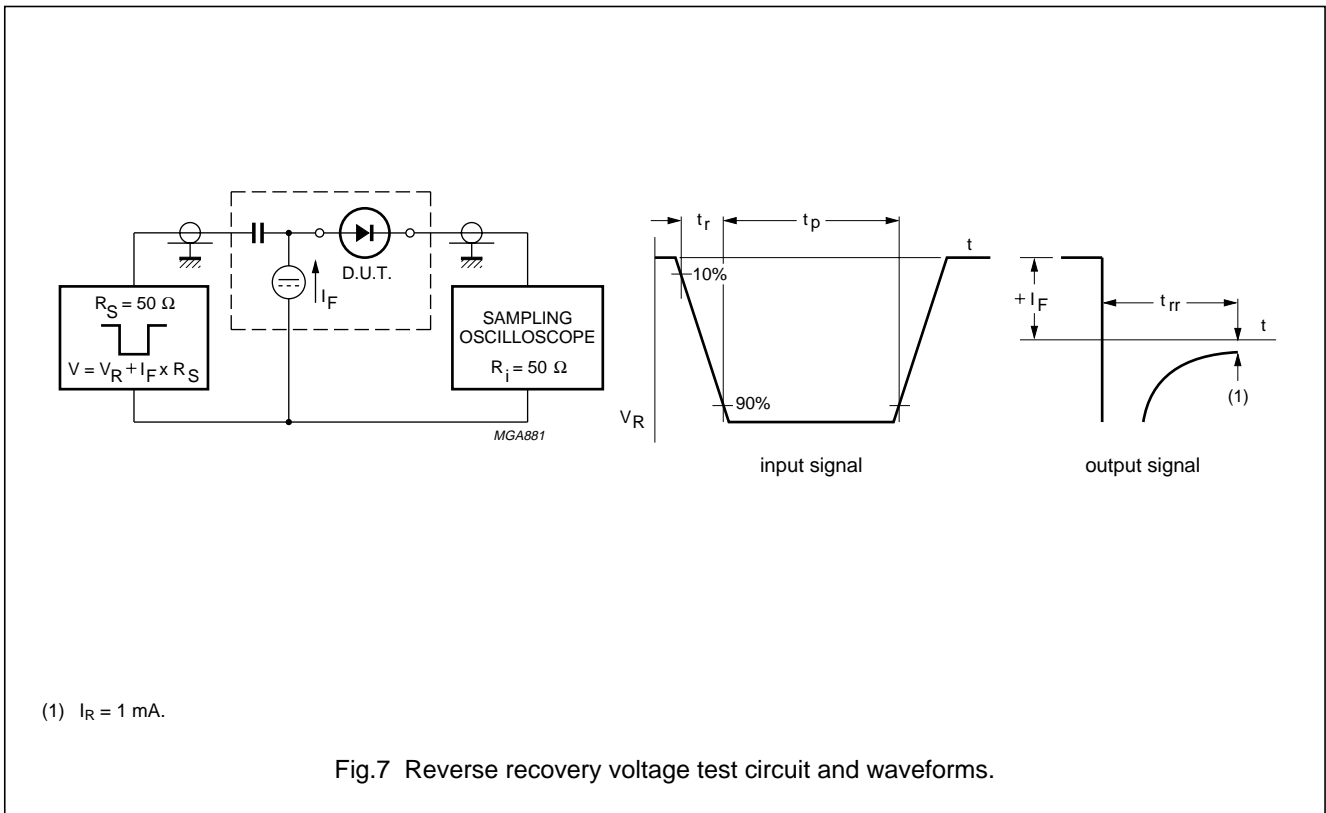 R_S = 50 Ω
V = V_R + I_F x R_S
I_F
D.U.T.
SAMPLING
OSCILLOSCOPE
R_i = 50 Ω
MGA881
t_r
t_p
t
10%
90%
V_R
input signal
+ I_F
t_rr
t
(1)
output signal
(1) I_R = 1 mA.
Fig.7 Reverse recovery voltage test circuit and waveforms.